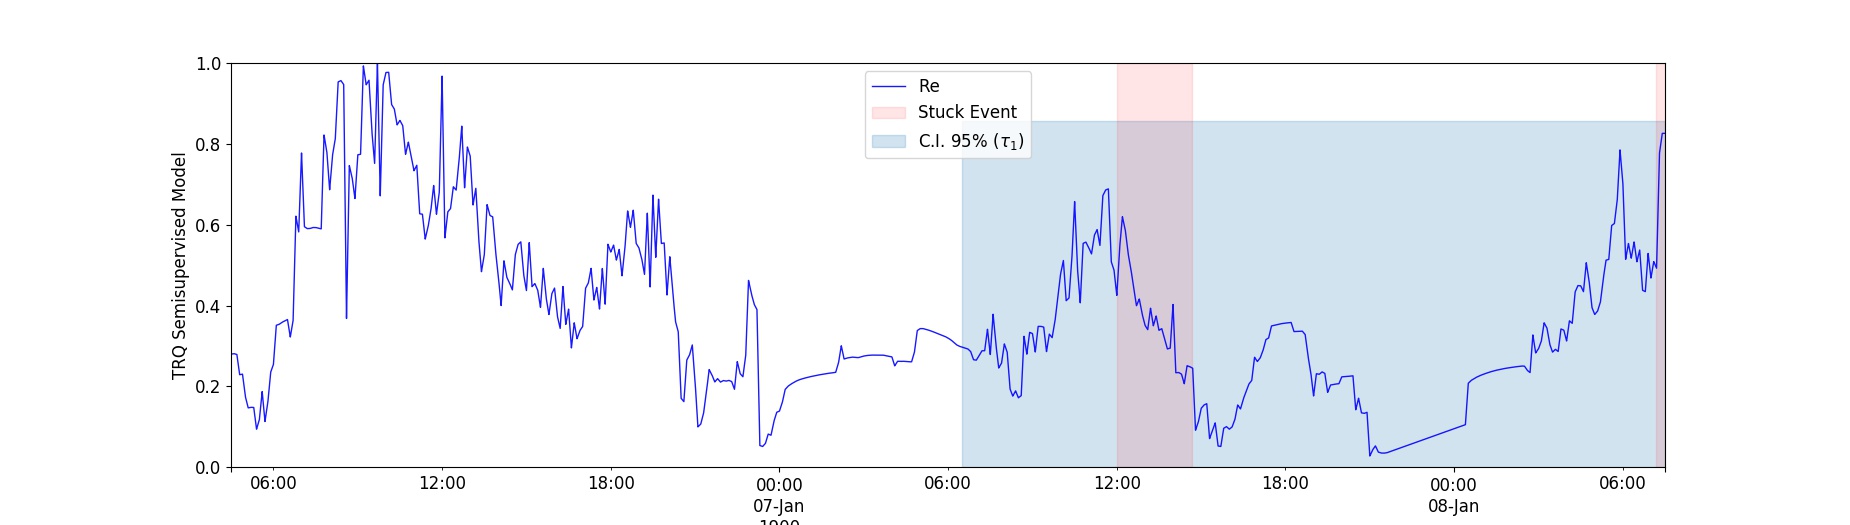 1.0
0.8
0.6
0.4
0.2
0.0
TRQ Semisupervised Model
Re
Stuck Event
C.I. 95% (τ₁)
06:00 12:00 18:00 00:00 06:00 12:00 18:00 00:00 06:00
07-Jan 08-Jan